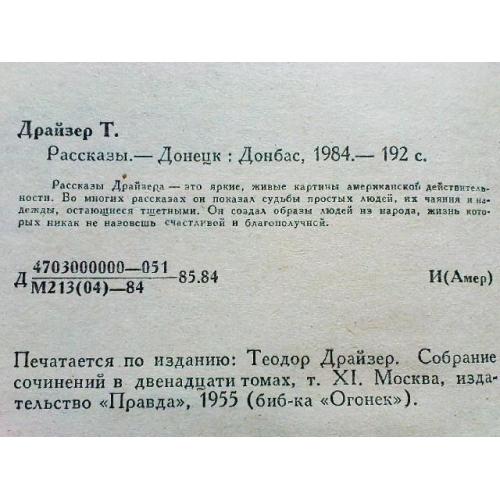 Драйзер Т.
Рассказы.— Донецк : Донбас, 1984.— 192 с.
Рассказы Драйзера — это яркие, живые картины американской действитель-
ности. Во многих рассказах он показал судьбы простых людей, их чаяния и на-
дежды, остающиеся тщетными. Он создал образы людей из народа, жизнь ко-
рых никак не назовешь счастливой и благополучной.
Д 4703000000—051
М213(04)—84 85.84 И(Амер)
Печатается по изданию: Теодор Драйзер. Собрание
сочинений в двенадцати томах, т. XI. Москва, изда-
тельство «Правда», 1955 (биб-ка «Огонек»).